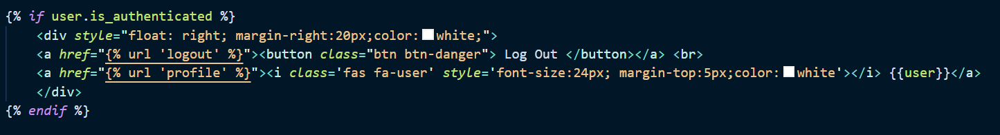 {% if user.is_authenticated %}
<div style="float: right; margin-right:20px;color:white;">
<a href="{% url 'logout' %}"><button class="btn btn-danger"> Log Out </button></a> <br>
<a href="{% url 'profile' %}"><i class='fas fa-user' style='font-size:24px; margin-top:5px;color:white'></i> {{user}}</a>
</div>
{% endif %}